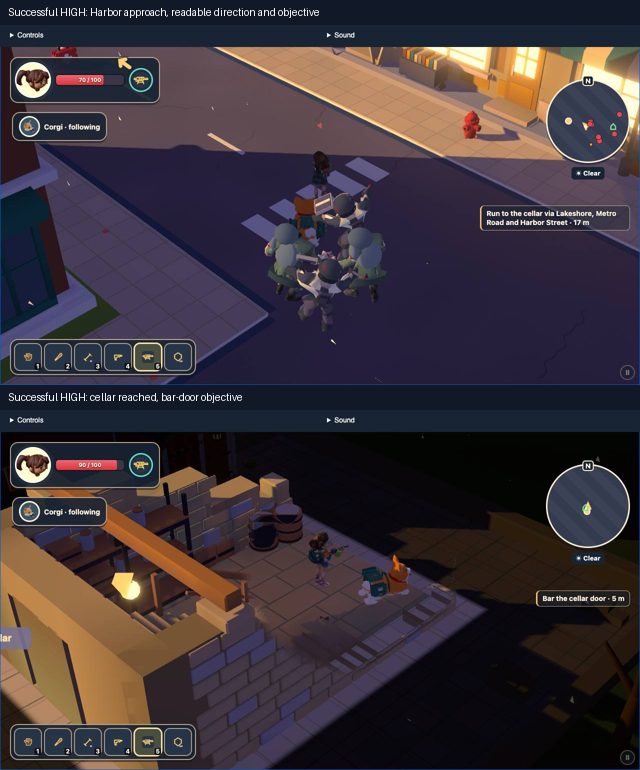 Successful HIGH: Harbor approach, readable direction and objective
▶ Controls
▶ Sound
70 / 100
N
Corgi · following
Clear
Run to the cellar via Lakeshore, Metro
Road and Harbor Street · 17 m
1 2 3 4 5
Successful HIGH: cellar reached, bar-door objective
▶ Controls
▶ Sound
90 / 100
N
Corgi · following
Clear
Bar the cellar door · 5 m
lar
1 2 3 4 5